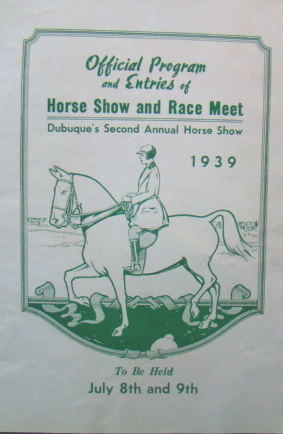 Official Program
and Entries of
Horse Show and Race Meet
Dubuque's Second Annual Horse Show
1939
To Be Held
July 8th and 9th